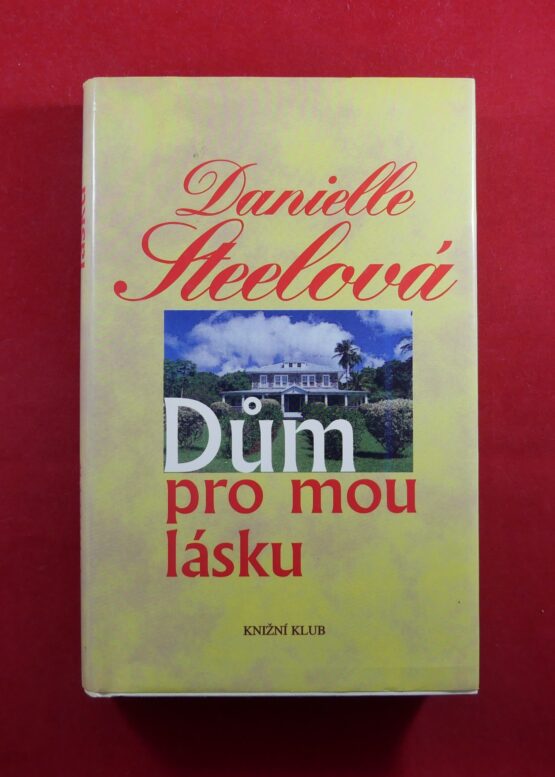 Danielle
Steelová
Dům
pro mou
lásku
KNIŽNÍ KLUB